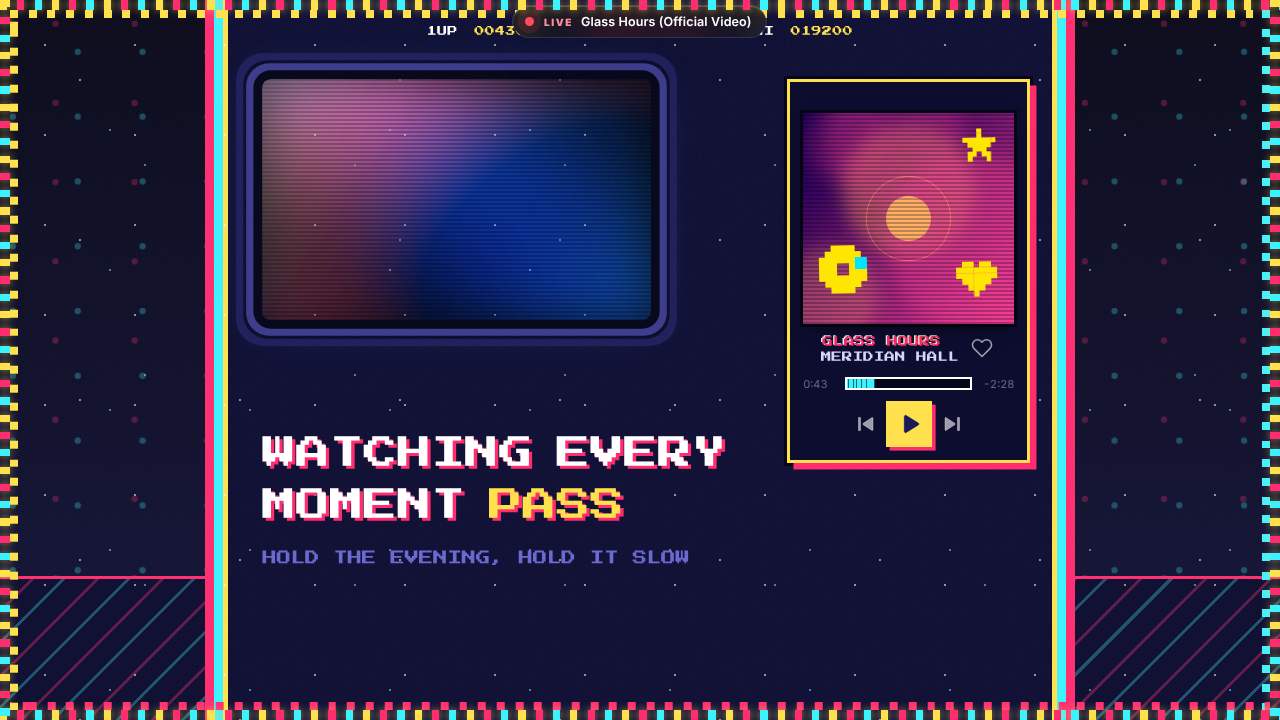 LIVE Glass Hours (Official Video)
1UP 0043
019200
GLASS HOURS
MERIDIAN HALL
0:43
-2:28
WATCHING EVERY
MOMENT PASS
HOLD THE EVENING, HOLD IT SLOW